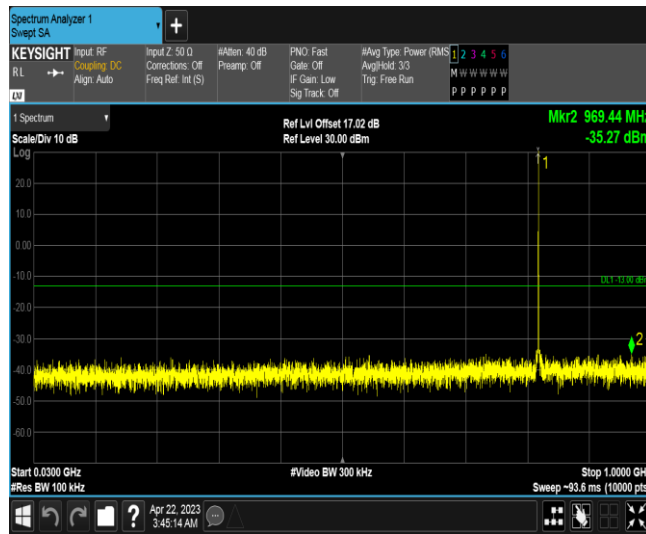 Spectrum Analyzer 1
Swept SA
+
KEYSIGHT
RL
LXI
Input: RF
Coupling: DC
Align: Auto
Input Z: 50 Ω
Corrections: Off
Freq Ref: Int (S)
#Atten: 40 dB
Preamp: Off
PNO: Fast
Gate: Off
IF Gain: Low
Sig Track: Off
#Avg Type: Power (RMS
Avg|Hold: 3/3
Trig: Free Run
1 2 3 4 5 6
M W W W W W
P P P P P P
1 Spectrum
Scale/Div 10 dB
Log
Ref Lvl Offset 17.02 dB
Ref Level 30.00 dBm
Mkr2 969.44 MHz
-35.27 dBm
1
20.0
10.0
0.00
-10.0
DL1 -13.00 dBm
-20.0
-30.0
2
-40.0
-50.0
-60.0
Start 0.0300 GHz
#Res BW 100 kHz
#Video BW 300 kHz
Stop 1.0000 GH
Sweep ~93.6 ms (10000 pts
?
Apr 22, 2023
3:45:14 AM